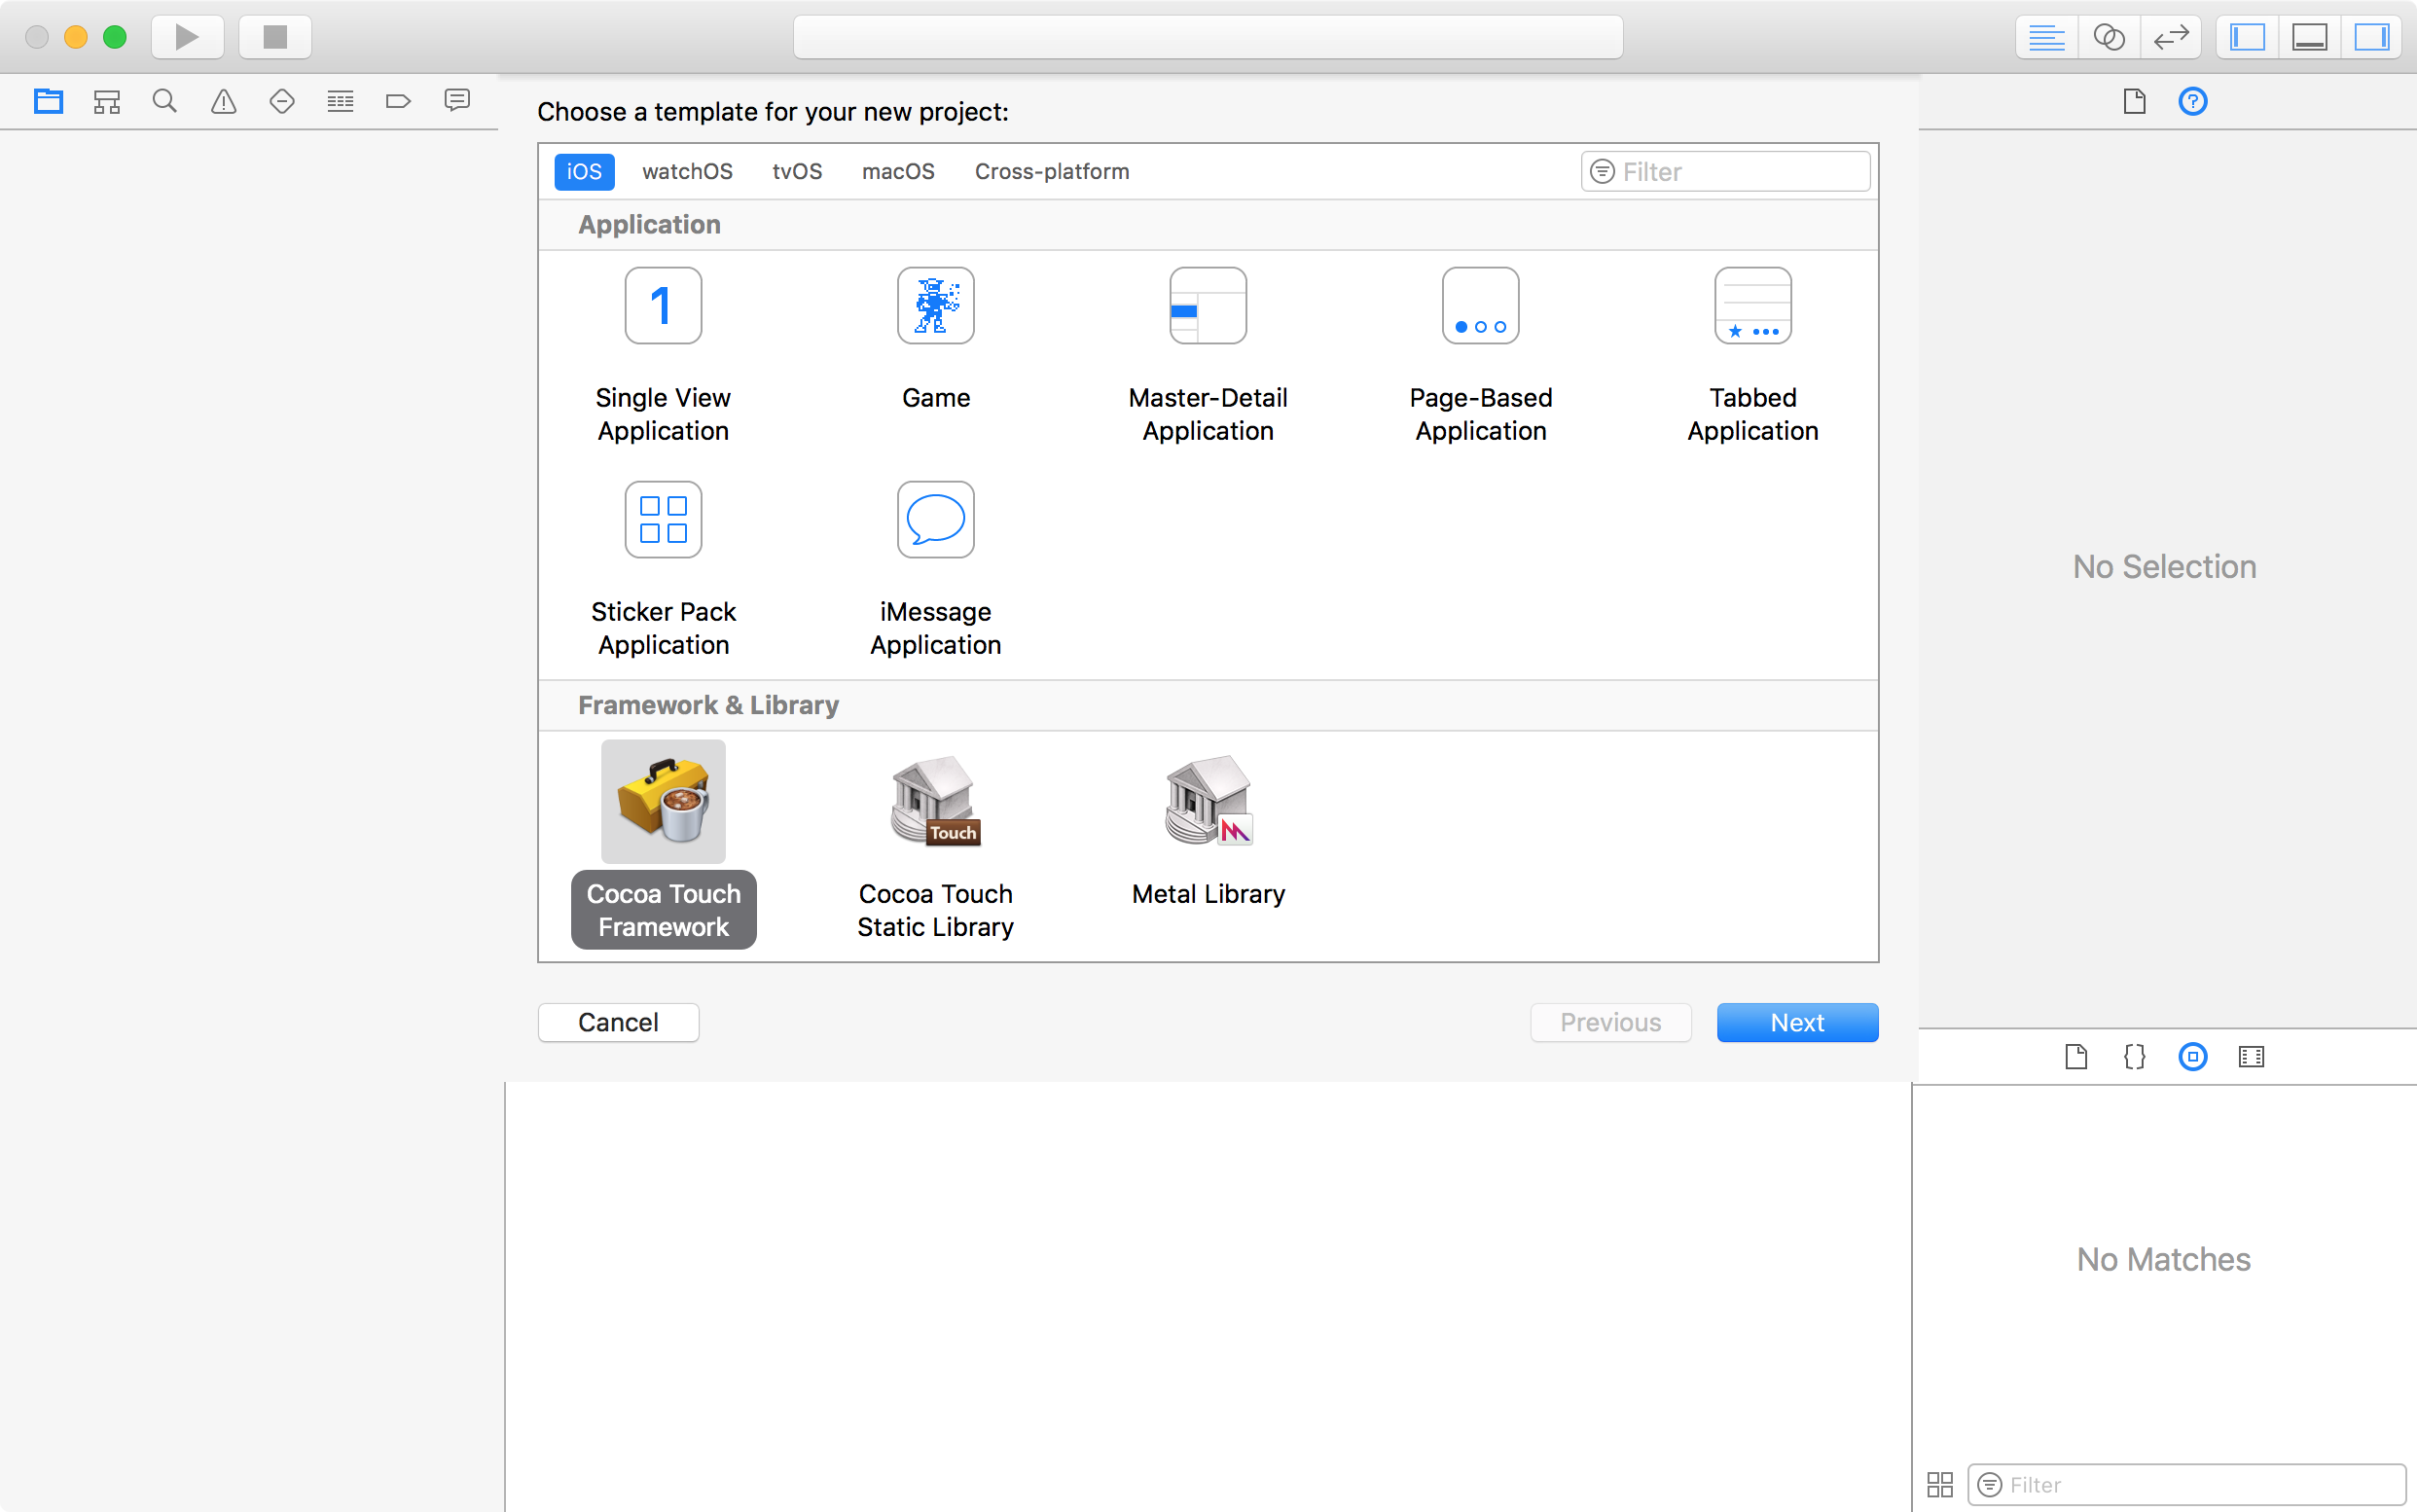 Choose a template for your new project:
iOS watchOS tvOS macOS Cross-platform Filter
Application
1
Single View Application
Game
Master-Detail Application
Page-Based Application
Tabbed Application
Sticker Pack Application
iMessage Application
Framework & Library
Touch
Cocoa Touch Framework
Cocoa Touch Static Library
Metal Library
Cancel Previous Next
No Selection
{}
No Matches
Filter